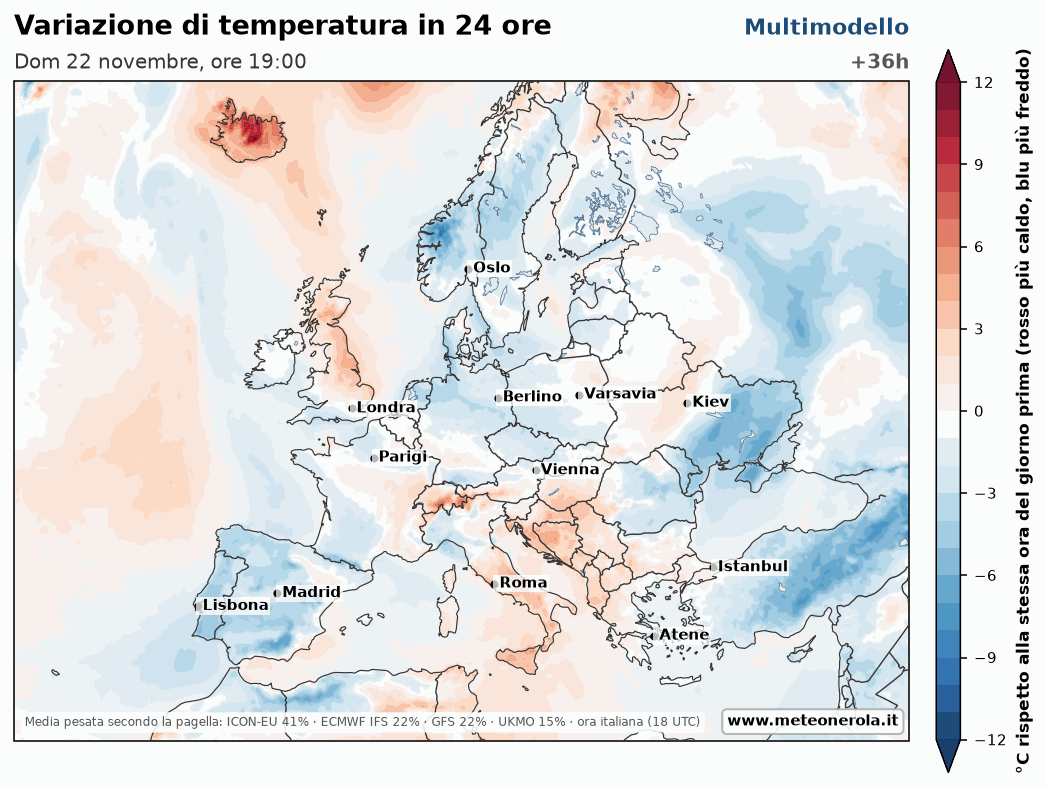 Variazione di temperatura in 24 ore
Multimodello
Dom 22 novembre, ore 19:00
+36h
Oslo
Londra
Berlino
Varsavia
Kiev
Parigi
Vienna
Istanbul
Roma
Madrid
Lisbona
Atene
Media pesata secondo la pagella: ICON-EU 41% · ECMWF IFS 22% · GFS 22% · UKMO 15% · ora italiana (18 UTC)
www.meteonerola.it
12
9
6
3
0
−3
−6
−9
−12
°C rispetto alla stessa ora del giorno prima (rosso più caldo, blu più freddo)